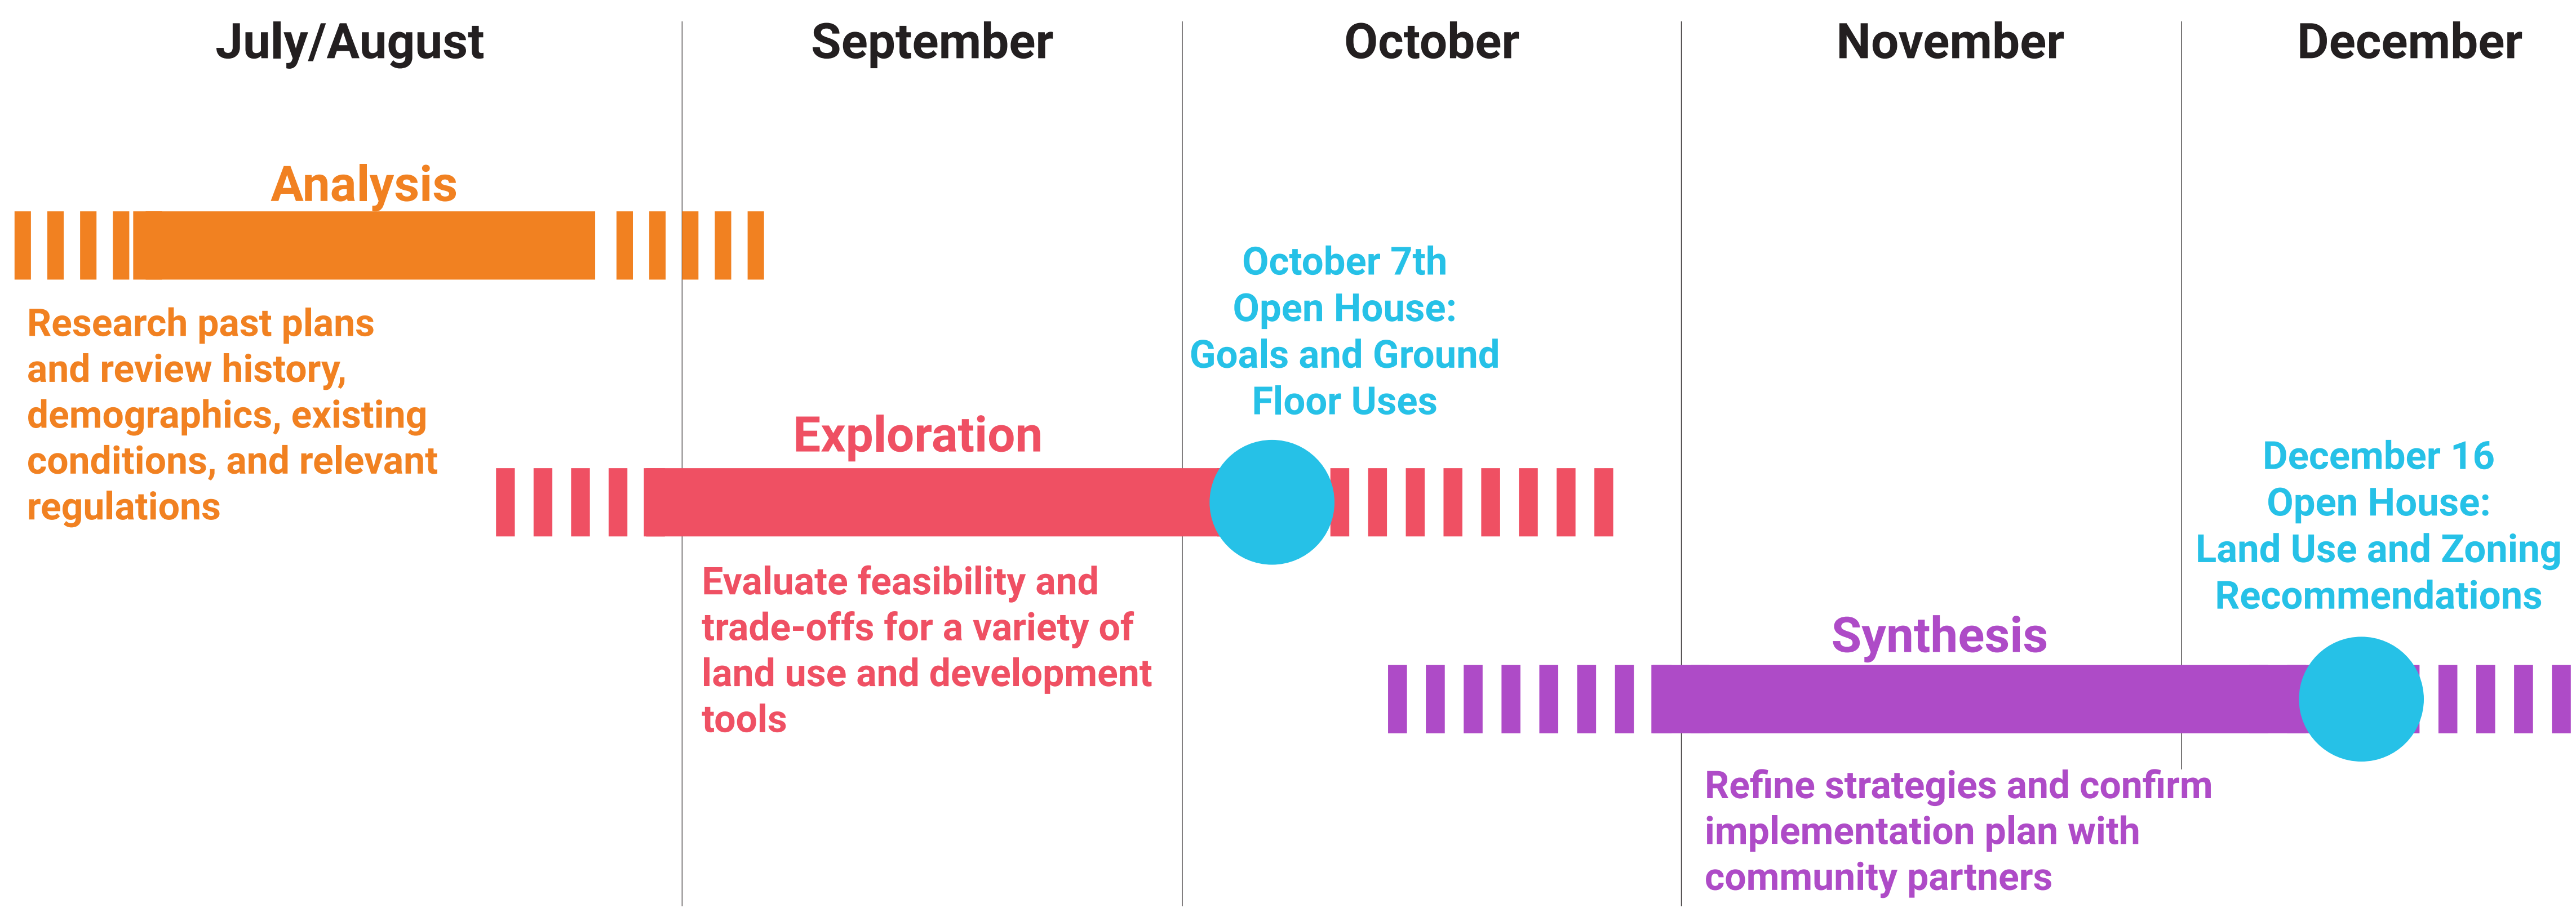 July/August
September
October
November
December
Analysis
Research past plans
and review history,
demographics, existing
conditions, and relevant
regulations
Exploration
Evaluate feasibility and
trade-offs for a variety of
land use and development
tools
October 7th
Open House:
Goals and Ground
Floor Uses
Synthesis
Refine strategies and confirm
implementation plan with
community partners
December 16
Open House:
Land Use and Zoning
Recommendations